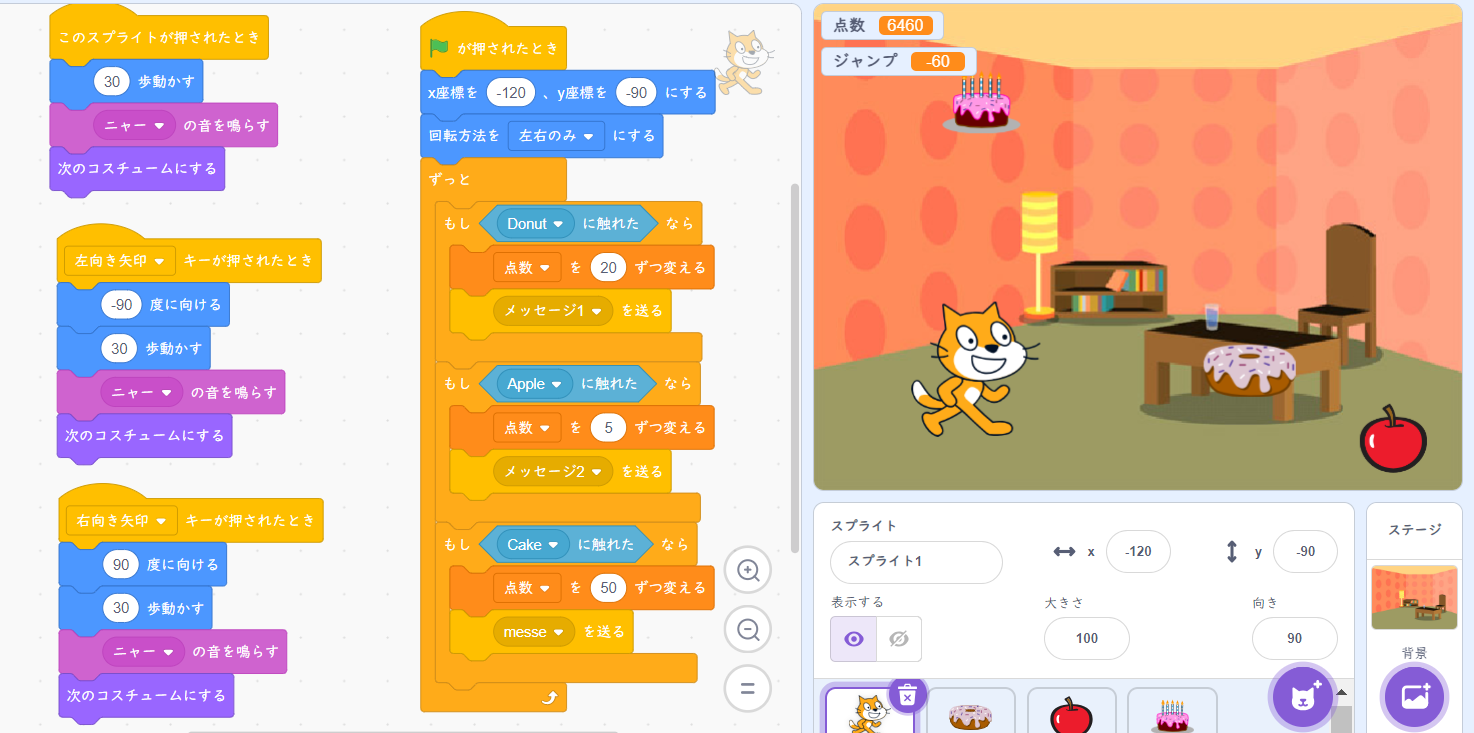 このスプライトが押されたとき
30 歩動かす
ニャー の音を鳴らす
次のコスチュームにする
左向き矢印 キーが押されたとき
-90 度に向ける
30 歩動かす
ニャー の音を鳴らす
次のコスチュームにする
右向き矢印 キーが押されたとき
90 度に向ける
30 歩動かす
ニャー の音を鳴らす
次のコスチュームにする
が押されたとき
x座標を -120 、y座標を -90 にする
回転方法を 左右のみ にする
ずっと
もし Donut に触れた なら
点数 を 20 ずつ変える
メッセージ1 を送る
もし Apple に触れた なら
点数 を 5 ずつ変える
メッセージ2 を送る
もし Cake に触れた なら
点数 を 50 ずつ変える
messe を送る
点数 6460
ジャンプ -60
スプライト
スプライト1
x -120
y -90
表示する
大きさ
100
向き
90
ステージ
背景